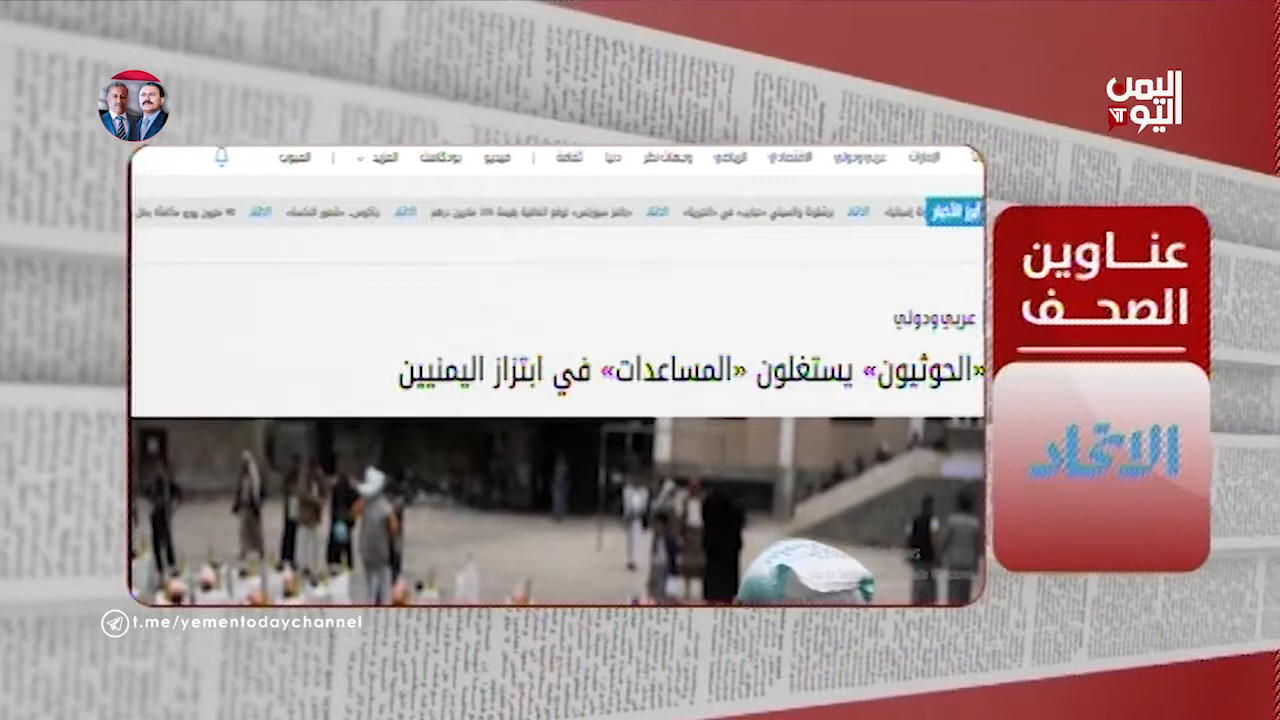 اليمن
اليوم
الإمارات عربي ودولي الاقتصادي الرياضي وجهات نظر دنيا ثقافة | فيديو بودكاست المزيد | المبوب
أبرز الأخبار
عناوين
الصحف
الاتحاد
عربي ودولي
«الحوثيون» يستغلون «المساعدات» في ابتزاز اليمنيين
t.me/yementodaychannel